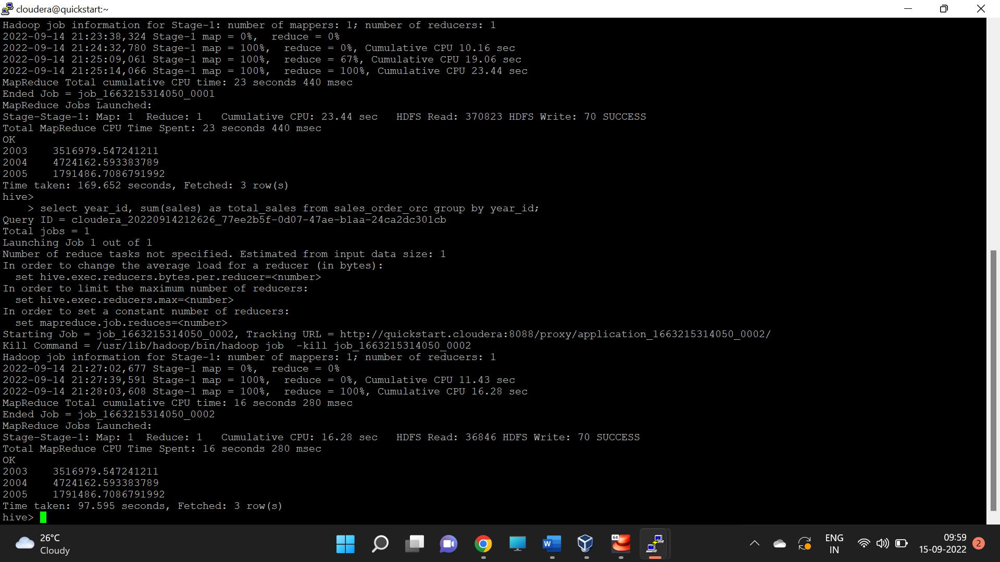 cloudera@quickstart:~
Hadoop job information for Stage-1: number of mappers: 1; number of reducers: 1
2022-09-14 21:23:38,324 Stage-1 map = 0%,  reduce = 0%
2022-09-14 21:24:32,780 Stage-1 map = 100%,  reduce = 0%, Cumulative CPU 10.16 sec
2022-09-14 21:25:09,061 Stage-1 map = 100%,  reduce = 67%, Cumulative CPU 19.06 sec
2022-09-14 21:25:14,066 Stage-1 map = 100%,  reduce = 100%, Cumulative CPU 23.44 sec
MapReduce Total cumulative CPU time: 23 seconds 440 msec
Ended Job = job_1663215314050_0001
MapReduce Jobs Launched:
Stage-Stage-1: Map: 1  Reduce: 1   Cumulative CPU: 23.44 sec   HDFS Read: 370823 HDFS Write: 70 SUCCESS
Total MapReduce CPU Time Spent: 23 seconds 440 msec
OK
2003    3516979.547241211
2004    4724162.593383789
2005    1791486.7086791992
Time taken: 169.652 seconds, Fetched: 3 row(s)
hive>
    > select year_id, sum(sales) as total_sales from sales_order_orc group by year_id;
Query ID = cloudera_20220914212626_77ee2b5f-0d07-47ae-b1aa-24ca2dc301cb
Total jobs = 1
Launching Job 1 out of 1
Number of reduce tasks not specified. Estimated from input data size: 1
In order to change the average load for a reducer (in bytes):
  set hive.exec.reducers.bytes.per.reducer=<number>
In order to limit the maximum number of reducers:
  set hive.exec.reducers.max=<number>
In order to set a constant number of reducers:
  set mapreduce.job.reduces=<number>
Starting Job = job_1663215314050_0002, Tracking URL = http://quickstart.cloudera:8088/proxy/application_1663215314050_0002/
Kill Command = /usr/lib/hadoop/bin/hadoop job  -kill job_1663215314050_0002
Hadoop job information for Stage-1: number of mappers: 1; number of reducers: 1
2022-09-14 21:27:02,677 Stage-1 map = 0%,  reduce = 0%
2022-09-14 21:27:39,591 Stage-1 map = 100%,  reduce = 0%, Cumulative CPU 11.43 sec
2022-09-14 21:28:03,608 Stage-1 map = 100%,  reduce = 100%, Cumulative CPU 16.28 sec
MapReduce Total cumulative CPU time: 16 seconds 280 msec
Ended Job = job_1663215314050_0002
MapReduce Jobs Launched:
Stage-Stage-1: Map: 1  Reduce: 1   Cumulative CPU: 16.28 sec   HDFS Read: 36846 HDFS Write: 70 SUCCESS
Total MapReduce CPU Time Spent: 16 seconds 280 msec
OK
2003    3516979.547241211
2004    4724162.593383789
2005    1791486.7086791992
Time taken: 97.595 seconds, Fetched: 3 row(s)
hive>
26°C
Cloudy
W
64
ENG
IN
09:59
15-09-2022
2